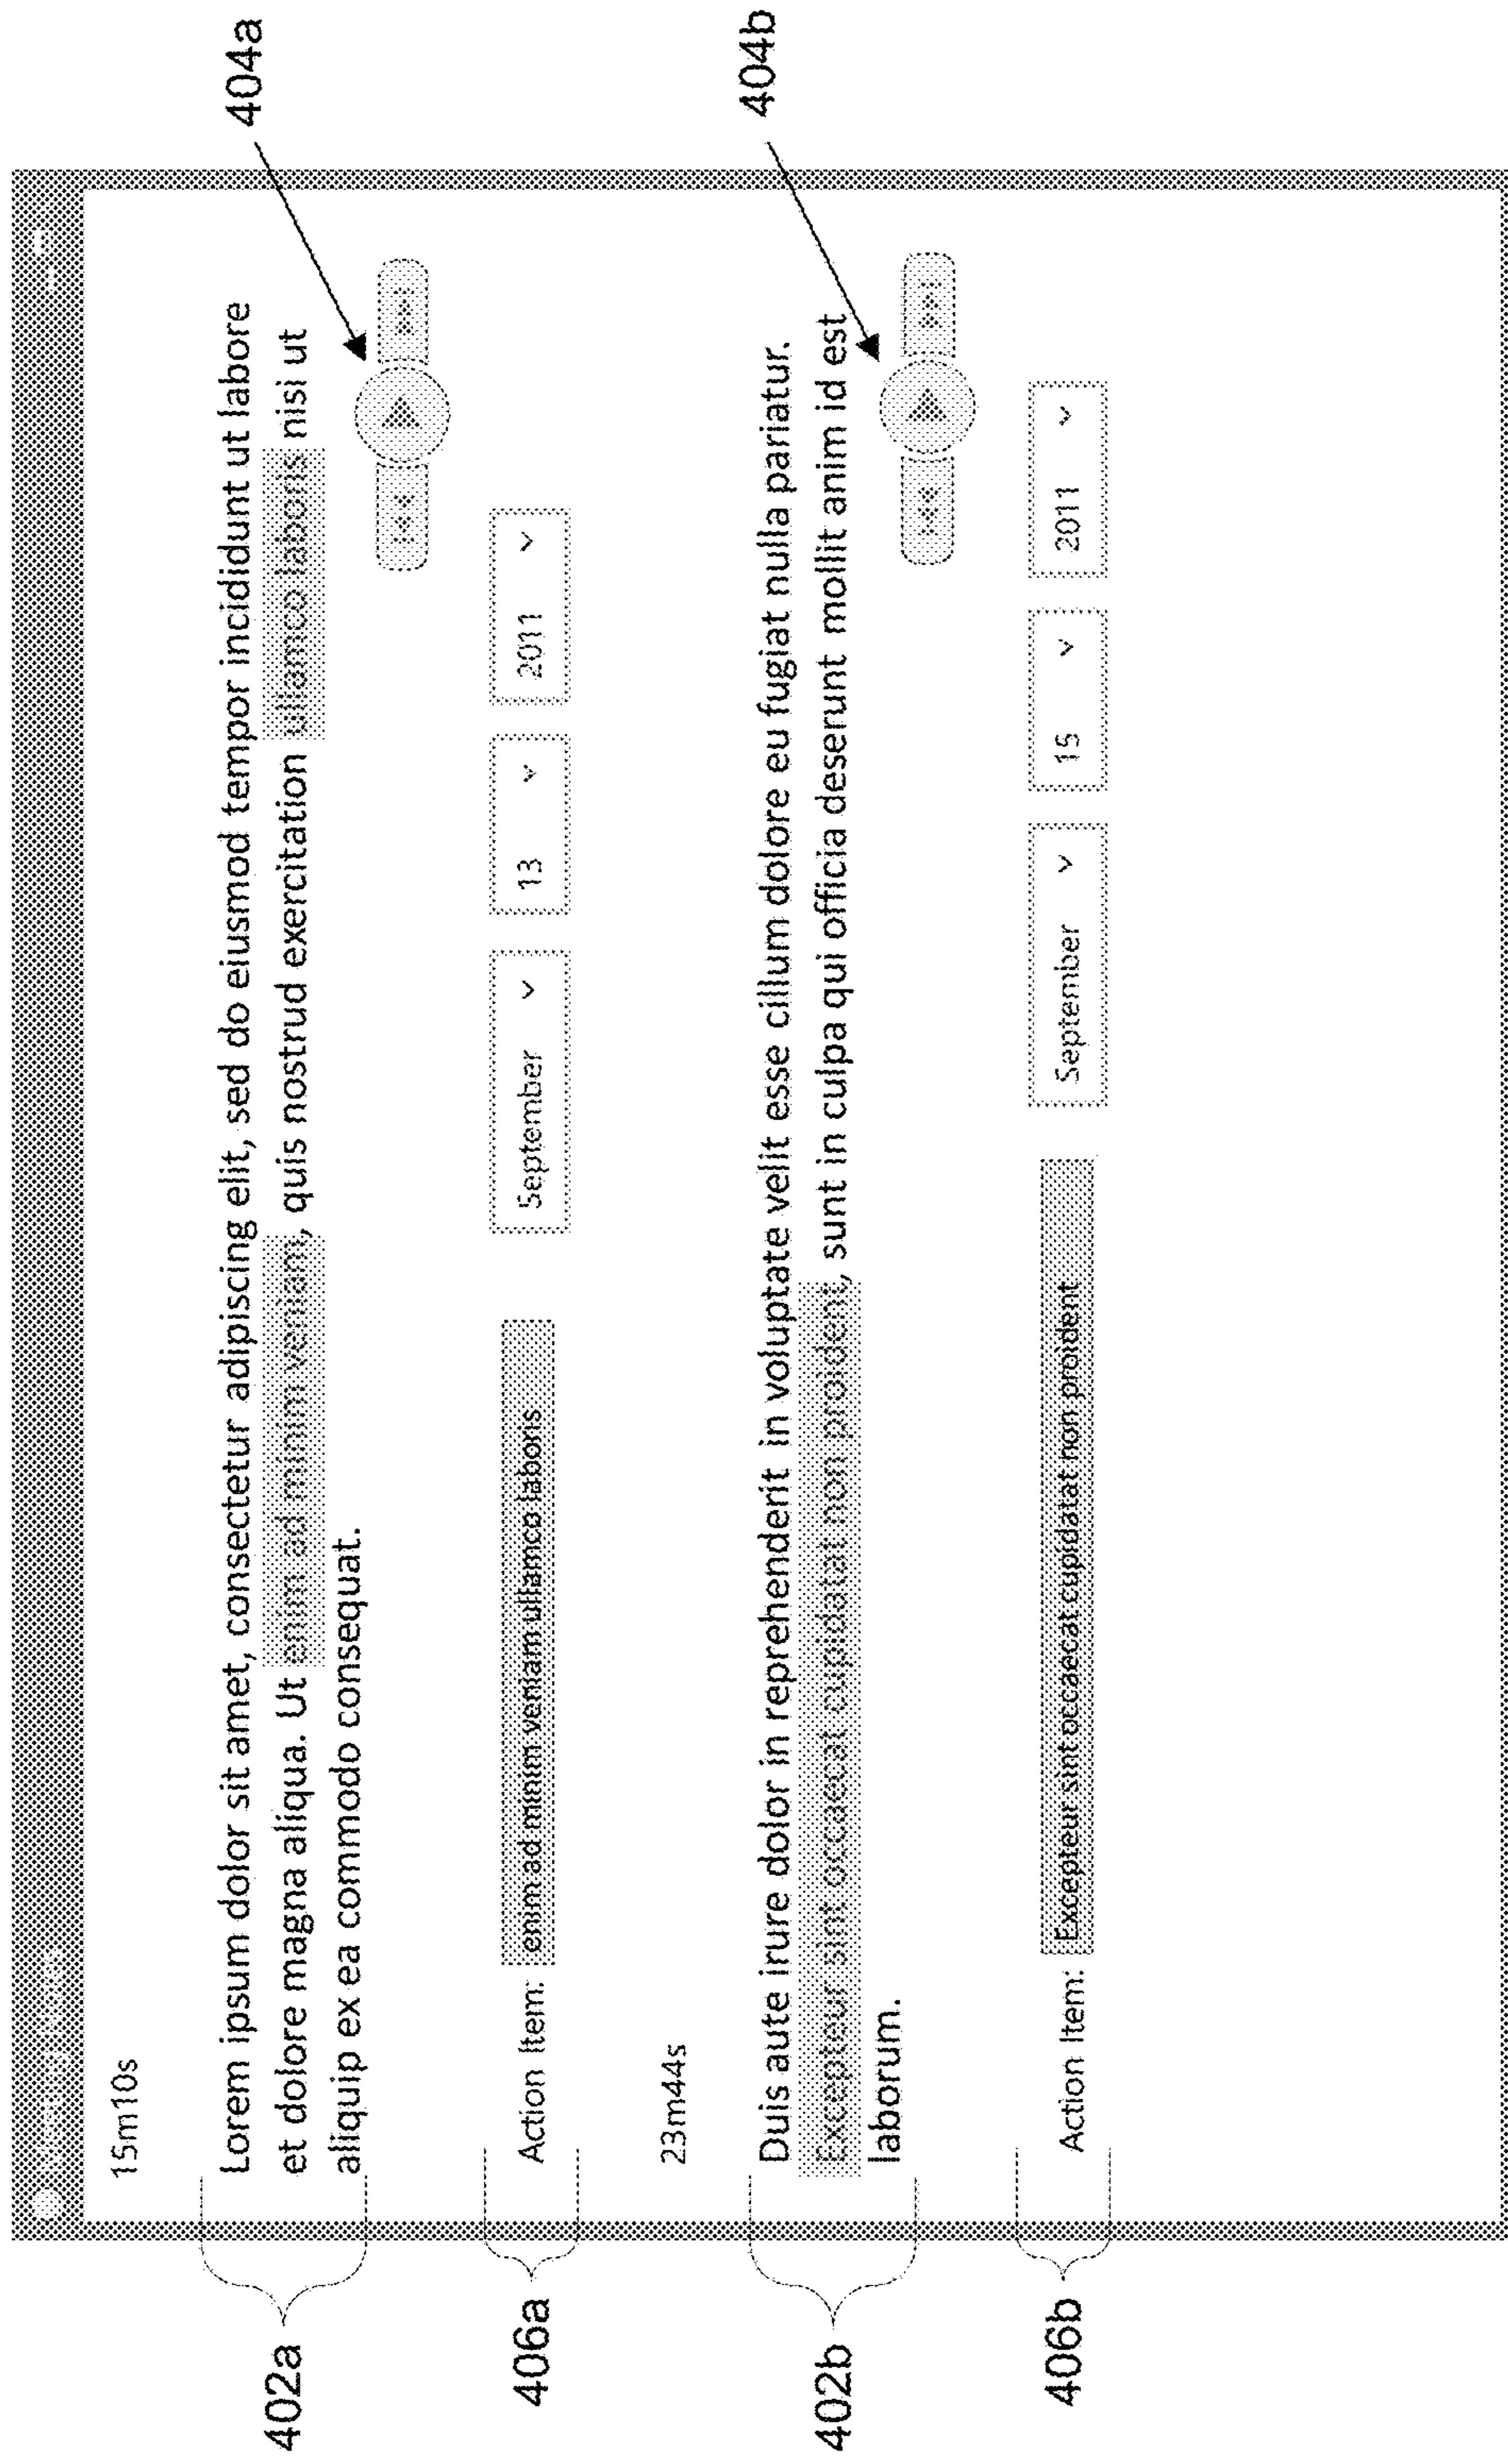 15m10s
402a
Lorem ipsum dolor sit amet, consectetur adipiscing elit, sed do eiusmod tempor incididunt ut labore
et dolore magna aliqua. Ut enim ad minim veniam, quis nostrud exercitation ullamco laboris nisi ut
aliquip ex ea commodo consequat.
404a
406a
Action Item: enim ad minim veniam ullamco laboris September 13 2011
23m44s
402b
Duis aute irure dolor in reprehenderit in voluptate velit esse cillum dolore eu fugiat nulla pariatur.
Excepteur sint occaecat cupidatat non proident, sunt in culpa qui officia deserunt mollit anim id est
laborum.
404b
406b
Action Item: Excepteur sint occaecat cupidatat non proident September 15 2011